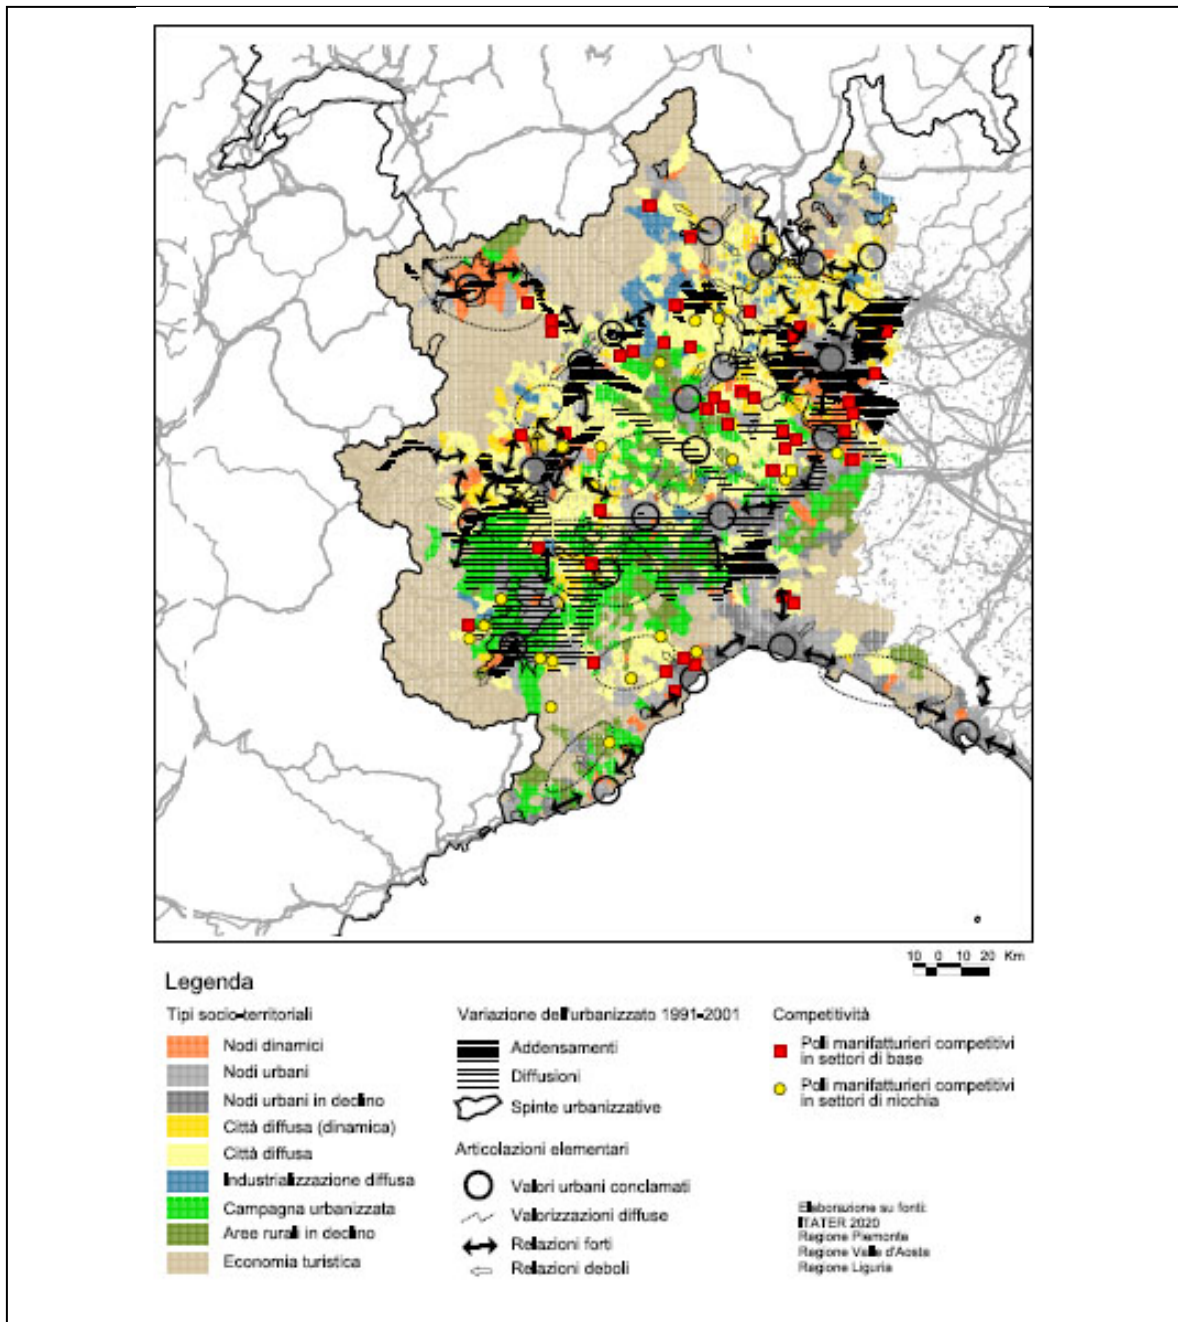 10 0 10 20 Km
Legenda
Tipi socio-territoriali
Nodi dinamici
Nodi urbani
Nodi urbani in declino
Città diffusa (dinamica)
Città diffusa
Industrializzazione diffusa
Campagna urbanizzata
Aree rurali in declino
Economia turistica
Variazione dell'urbanizzato 1991-2001
Addensamenti
Diffusioni
Spinte urbanizzative
Articolazioni elementari
Valori urbani conclamati
Valorizzazioni diffuse
Relazioni forti
Relazioni deboli
Competitività
Poli manifatturieri competitivi
in settori di base
Poli manifatturieri competitivi
in settori di nicchia
Elaborazione su fonti:
ITATER 2020
Regione Piemonte
Regione Valle d'Aosta
Regione Liguria